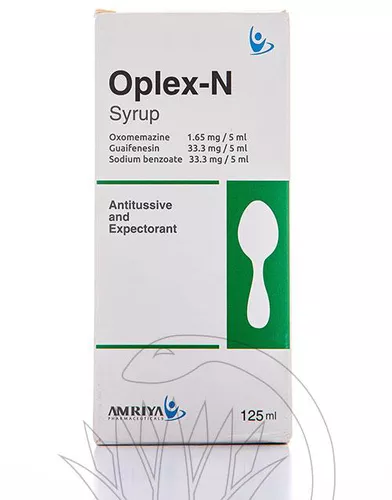 Oplex-N
Syrup
Oxomemazine 1.65 mg / 5 ml
Guaifenesin 33.3 mg / 5 ml
Sodium benzoate 33.3 mg / 5 ml
Antitussive
and
Expectorant
AMRIYA
PHARMACEUTICALS
125 ml